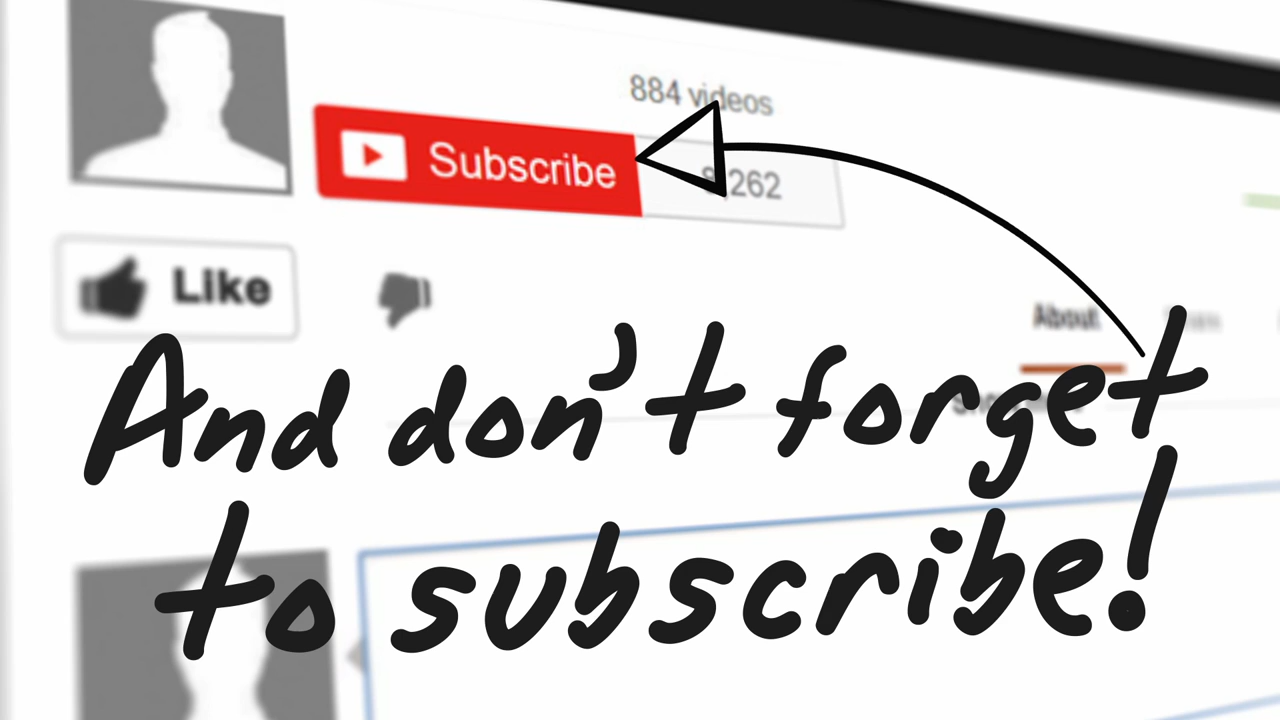 884 videos
Subscribe
Like
About
And don't forget
to subscribe!